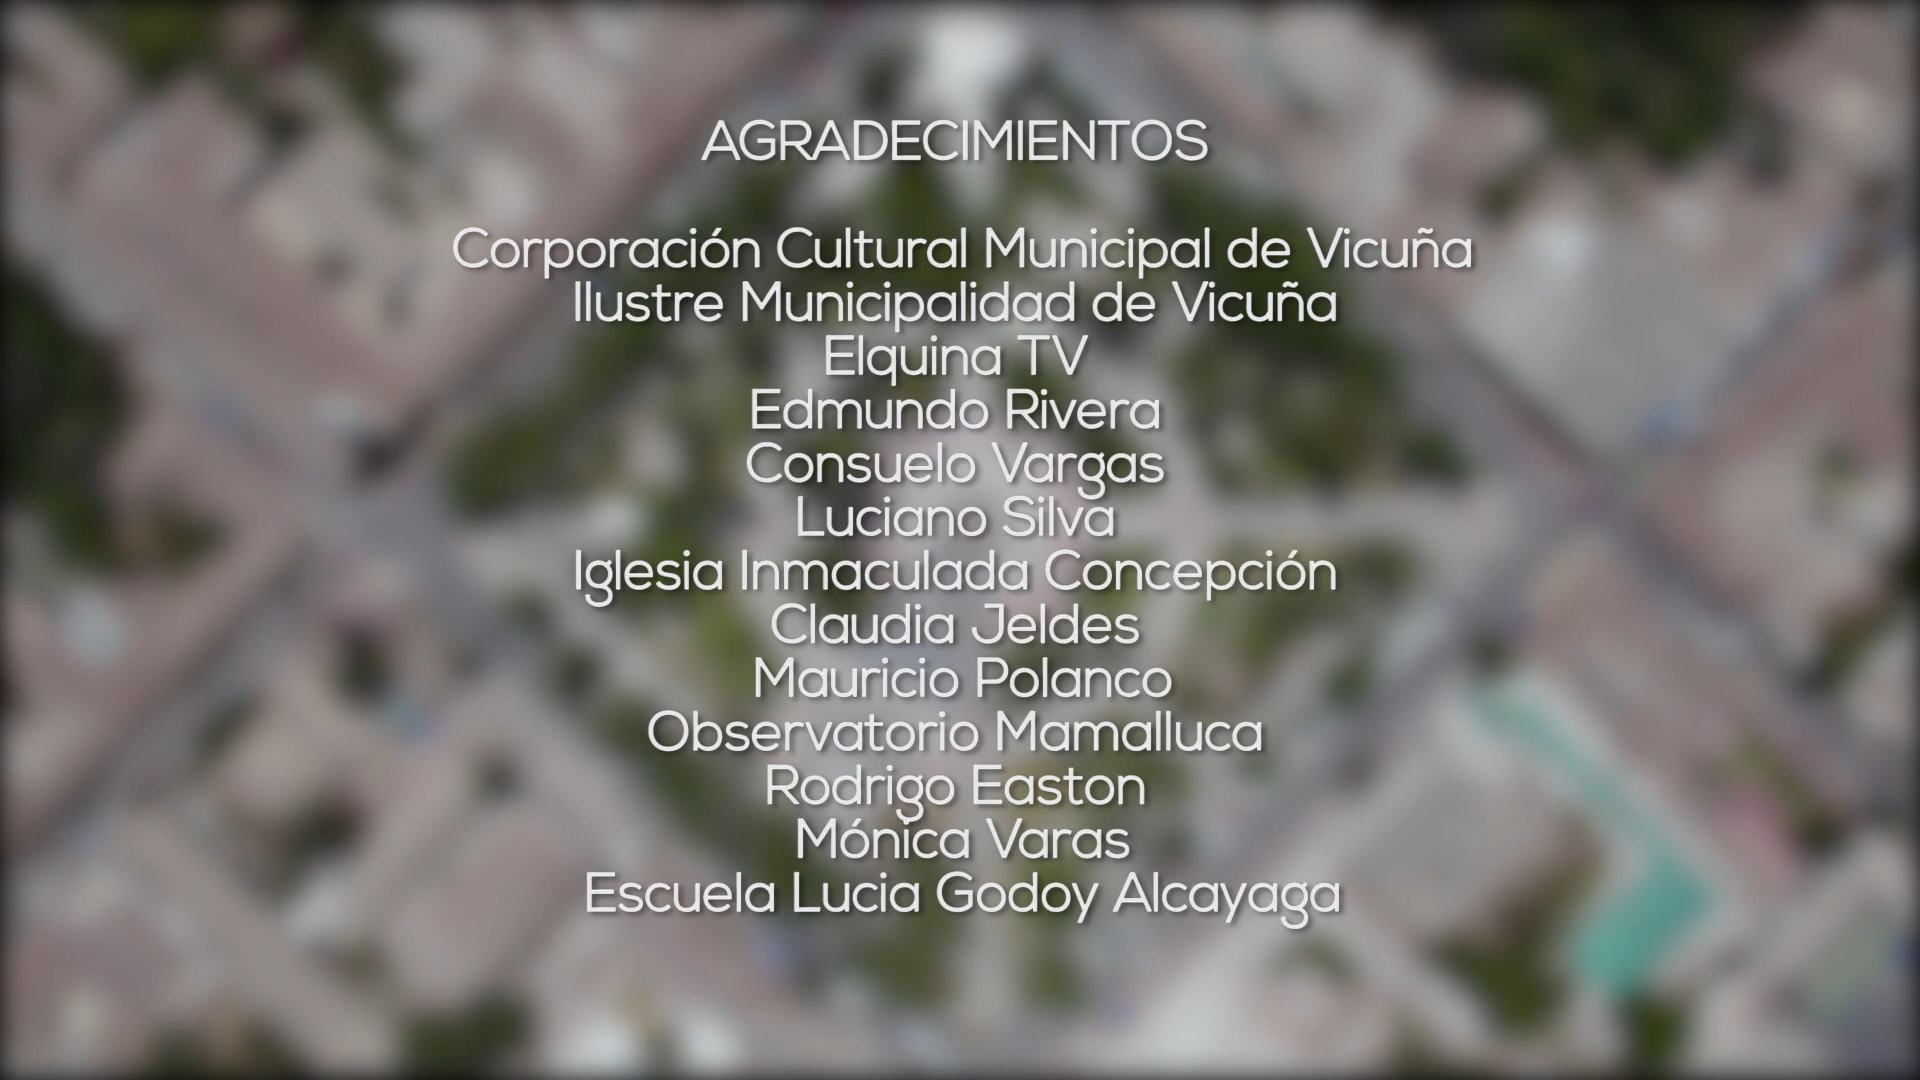 AGRADECIMIENTOS
Corporación Cultural Municipal de Vicuña
Ilustre Municipalidad de Vicuña
Elquina TV
Edmundo Rivera
Consuelo Vargas
Luciano Silva
Iglesia Inmaculada Concepción
Claudia Jeldes
Mauricio Polanco
Observatorio Mamalluca
Rodrigo Easton
Mónica Varas
Escuela Lucia Godoy Alcayaga